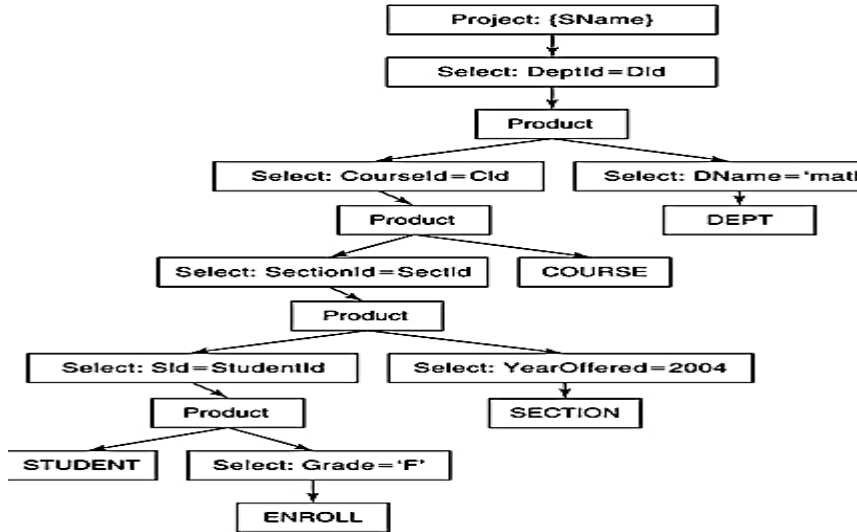 Project: {SName}
Select: DeptId=DId
Product
Select: CourseId=CId
Select: DName='math
Product
DEPT
Select: SectionId=SectId
COURSE
Product
Select: SId=StudentId
Select: YearOffered=2004
Product
SECTION
STUDENT
Select: Grade='F'
ENROLL